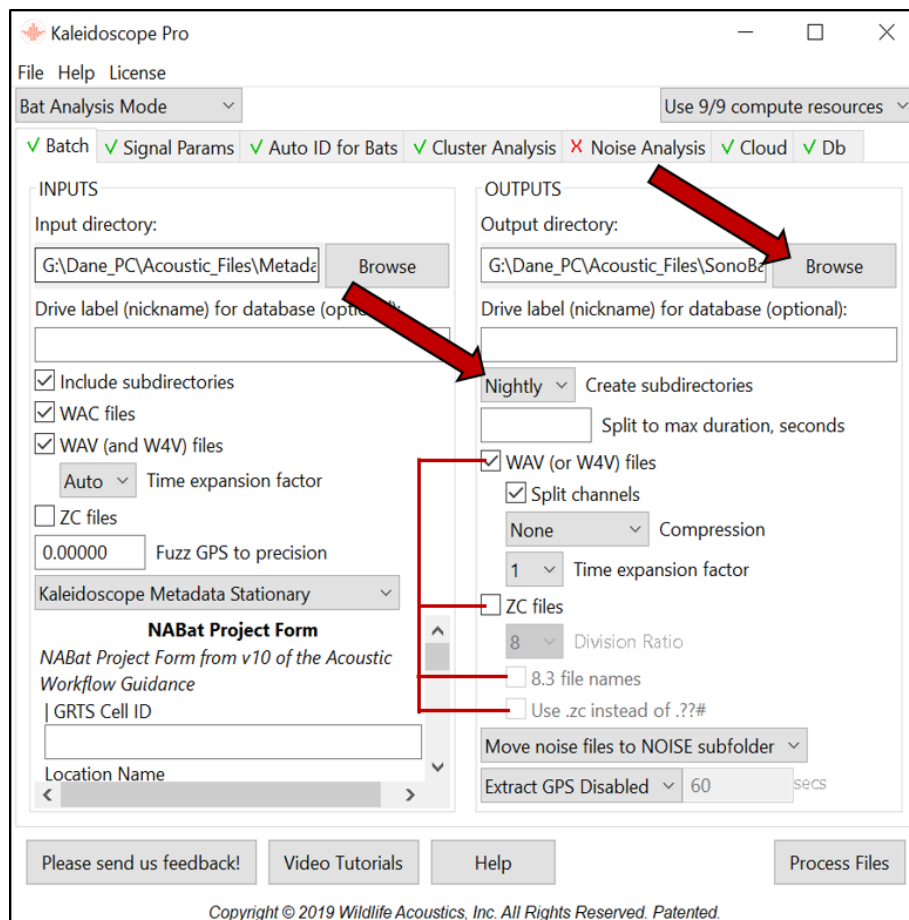 Kaleidoscope Pro
File Help License
Bat Analysis Mode
Use 9/9 compute resources
Batch Signal Params Auto ID for Bats Cluster Analysis X Noise Analysis Cloud Db
INPUTS
Input directory:
G:\Dane_PC\Acoustic_Files\Metada
Browse
Drive label (nickname) for database (optional):
Include subdirectories
WAC files
WAV (and W4V) files
Auto Time expansion factor
ZC files
0.00000 Fuzz GPS to precision
Kaleidoscope Metadata Stationary
NABat Project Form
NABat Project Form from v10 of the Acoustic
Workflow Guidance
| GRTS Cell ID
Location Name
OUTPUTS
Output directory:
G:\Dane_PC\Acoustic_Files\SonoBa
Browse
Drive label (nickname) for database (optional):
Nightly Create subdirectories
Split to max duration, seconds
WAV (or W4V) files
Split channels
None Compression
1 Time expansion factor
ZC files
8 Division Ratio
8.3 file names
Use .zc instead of .??#
Move noise files to NOISE subfolder
Extract GPS Disabled 60 secs
Please send us feedback! Video Tutorials Help Process Files
Copyright © 2019 Wildlife Acoustics, Inc. All Rights Reserved. Patented.